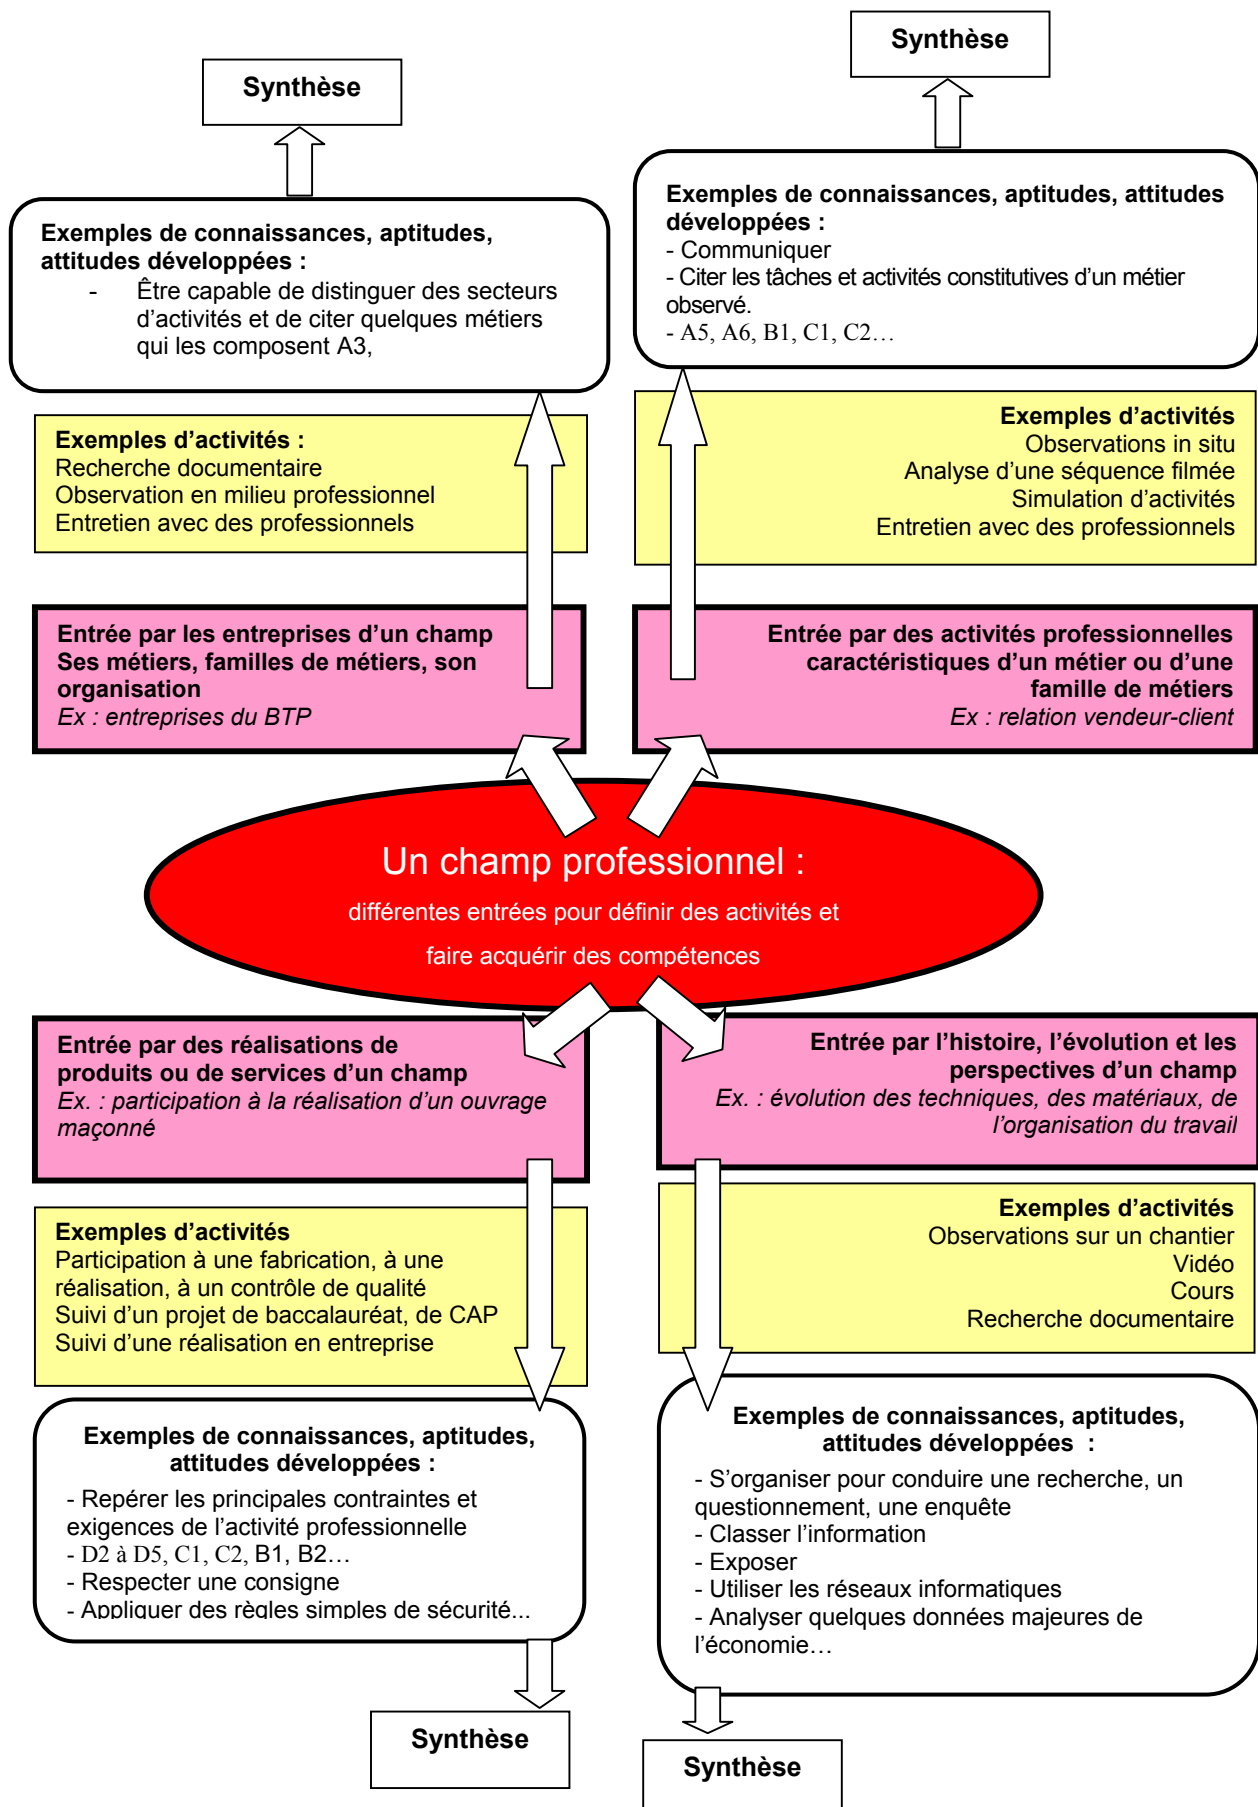 Synthèse
Exemples de connaissances, aptitudes,
attitudes développées :
- Être capable de distinguer des secteurs
d’activités et de citer quelques métiers
qui les composent A3,
Exemples d’activités :
Recherche documentaire
Observation en milieu professionnel
Entretien avec des professionnels
Entrée par les entreprises d’un champ
Ses métiers, familles de métiers, son
organisation
Ex : entreprises du BTP
Synthèse
Exemples de connaissances, aptitudes, attitudes
développées :
- Communiquer
- Citer les tâches et activités constitutives d’un métier
observé.
- A5, A6, B1, C1, C2…
Exemples d’activités
Observations in situ
Analyse d’une séquence filmée
Simulation d’activités
Entretien avec des professionnels
Entrée par des activités professionnelles
caractéristiques d’un métier ou d’une
famille de métiers
Ex : relation vendeur-client
Un champ professionnel :
différentes entrées pour définir des activités et
faire acquérir des compétences
Entrée par des réalisations de
produits ou de services d’un champ
Ex. : participation à la réalisation d’un ouvrage
maçonné
Exemples d’activités
Participation à une fabrication, à une
réalisation, à un contrôle de qualité
Suivi d’un projet de baccalauréat, de CAP
Suivi d’une réalisation en entreprise
Exemples de connaissances, aptitudes,
attitudes développées :
- Repérer les principales contraintes et
exigences de l’activité professionnelle
- D2 à D5, C1, C2, B1, B2…
- Respecter une consigne
- Appliquer des règles simples de sécurité...
Synthèse
Entrée par l’histoire, l’évolution et les
perspectives d’un champ
Ex. : évolution des techniques, des matériaux, de
l’organisation du travail
Exemples d’activités
Observations sur un chantier
Vidéo
Cours
Recherche documentaire
Exemples de connaissances, aptitudes,
attitudes développées :
- S’organiser pour conduire une recherche, un
questionnement, une enquête
- Classer l’information
- Exposer
- Utiliser les réseaux informatiques
- Analyser quelques données majeures de
l’économie…
Synthèse